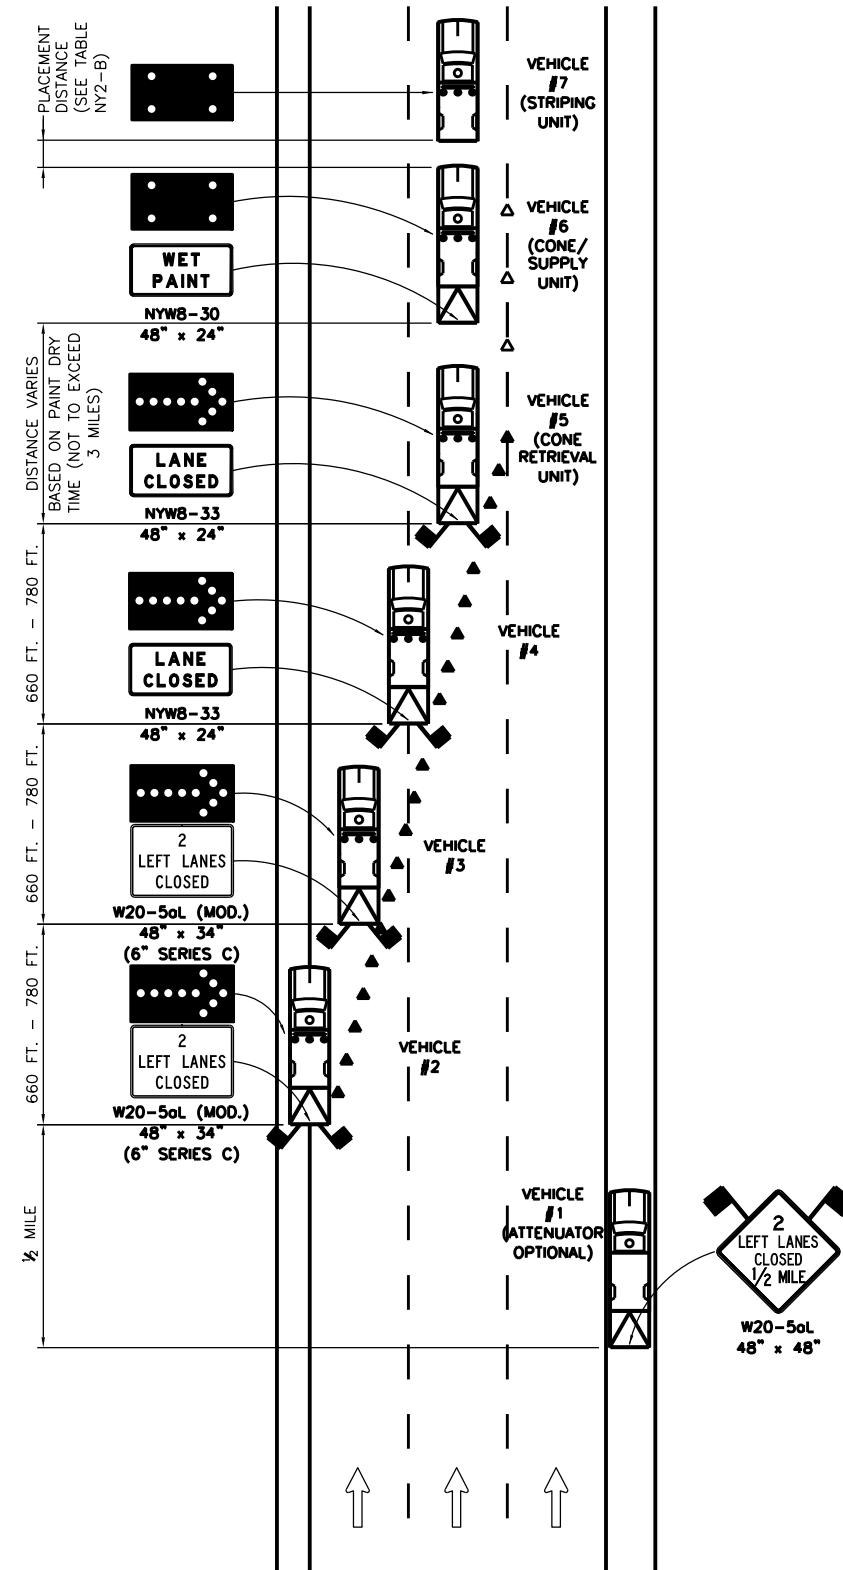 PLACEMENT
DISTANCE
(SEE TABLE
NY2-B)
VEHICLE
#7
(STRIPING
UNIT)
VEHICLE
#6
(CONE/
SUPPLY
UNIT)
WET
PAINT
NYW8-30
48" x 24"
DISTANCE VARIES
BASED ON PAINT DRY
TIME (NOT TO EXCEED
3 MILES)
VEHICLE
#5
(CONE
RETRIEVAL
UNIT)
LANE
CLOSED
NYW8-33
48" x 24"
660 FT. - 780 FT.
VEHICLE
#4
LANE
CLOSED
NYW8-33
48" x 24"
660 FT. - 780 FT.
VEHICLE
#3
2
LEFT LANES
CLOSED
W20-5aL (MOD.)
48" x 34"
(6" SERIES C)
660 FT. - 780 FT.
VEHICLE
#2
2
LEFT LANES
CLOSED
W20-5aL (MOD.)
48" x 34"
(6" SERIES C)
½ MILE
VEHICLE
#1
(ATTENUATOR
OPTIONAL)
2
LEFT LANES
CLOSED
1/2 MILE
W20-5aL
48" x 48"